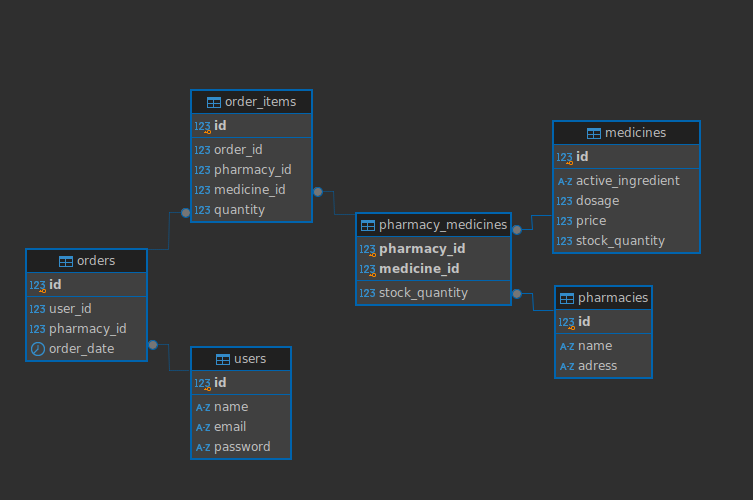 order_items
123 id
123 order_id
123 pharmacy_id
123 medicine_id
123 quantity
medicines
123 id
A-Z active_ingredient
123 dosage
123 price
123 stock_quantity
pharmacy_medicines
123 pharmacy_id
123 medicine_id
123 stock_quantity
orders
123 id
123 user_id
123 pharmacy_id
order_date
pharmacies
123 id
A-Z name
A-Z adress
users
123 id
A-Z name
A-Z email
A-Z password